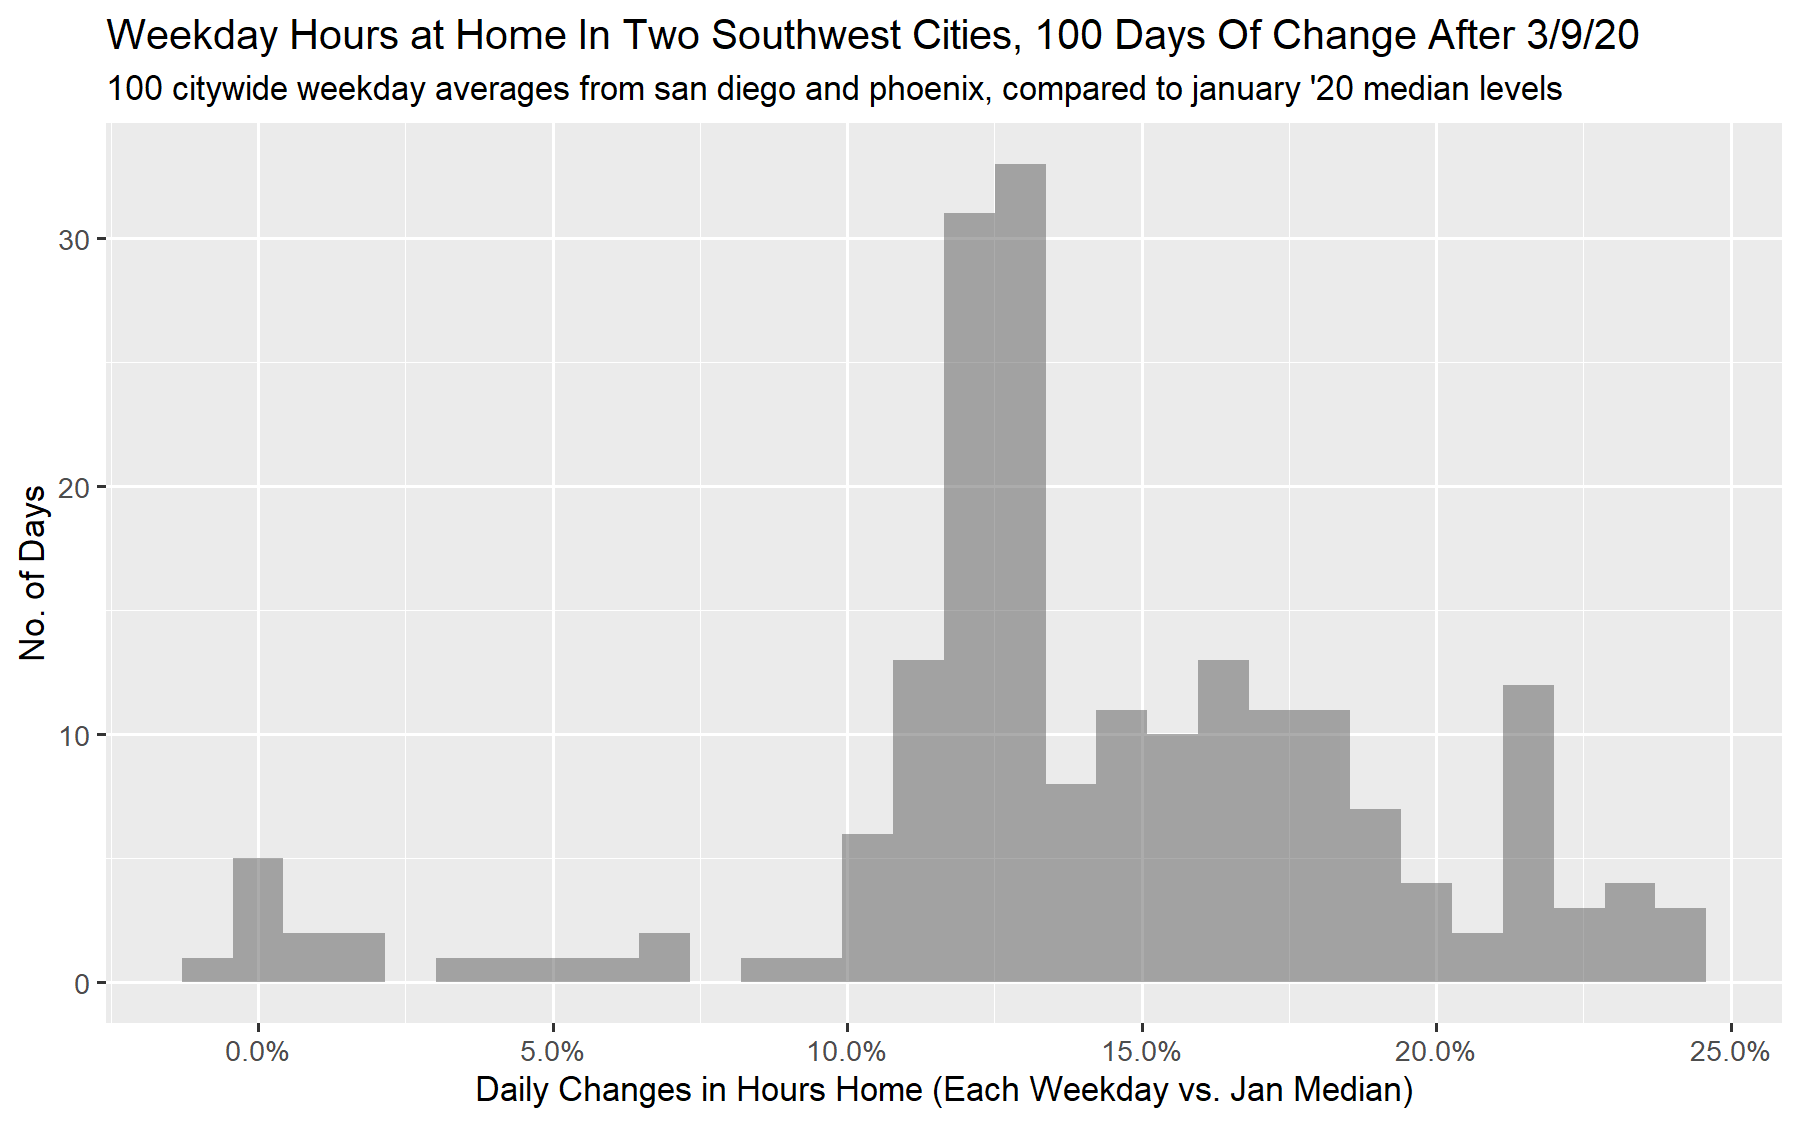 Weekday Hours at Home In Two Southwest Cities, 100 Days Of Change After 3/9/20
100 citywide weekday averages from san diego and phoenix, compared to january '20 median levels
No. of Days
30
20
10
0
0.0% 5.0% 10.0% 15.0% 20.0% 25.0%
Daily Changes in Hours Home (Each Weekday vs. Jan Median)